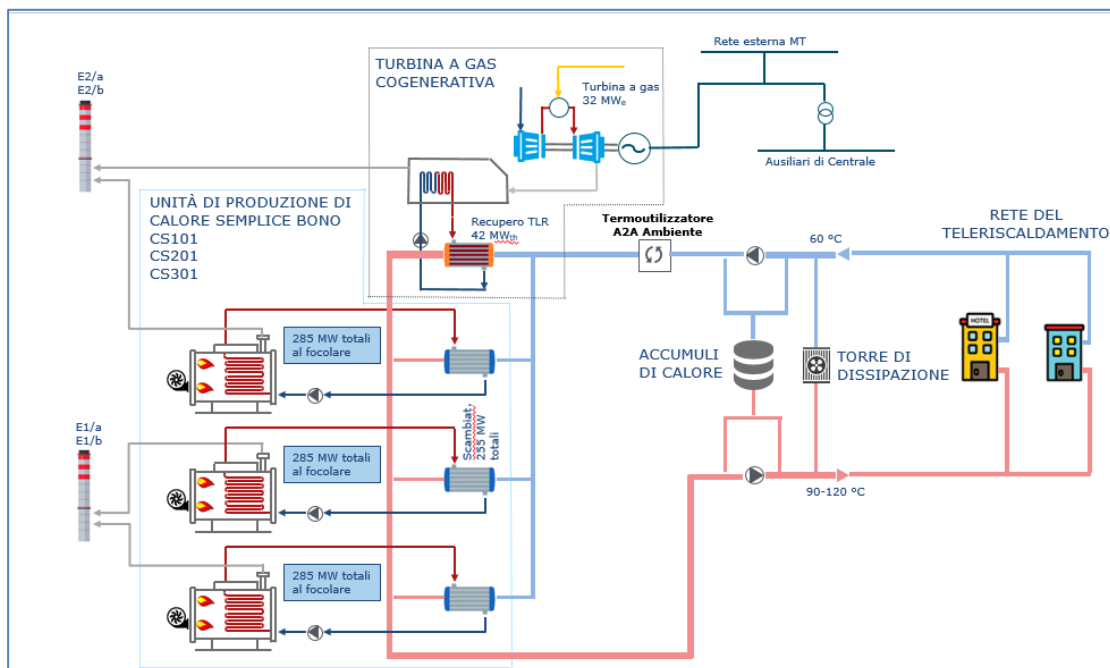 E2/a
E2/b
TURBINA A GAS
COGENERATIVA
Turbina a gas
32 MWe
Rete esterna MT
Ausiliari di Centrale
UNITÀ DI PRODUZIONE DI
CALORE SEMPLICE BONO
CS101
CS201
CS301
Recupero TLR
42 MWth
Termoutilizzatore
A2A Ambiente
60 °C
RETE DEL
TELERISCALDAMENTO
HOTEL
285 MW totali
al focolare
ACCUMULI
DI CALORE
TORRE DI
DISSIPAZIONE
E1/a
E1/b
285 MW totali
al focolare
Scambiat,
255 MW
totali
90-120 °C
285 MW totali
al focolare